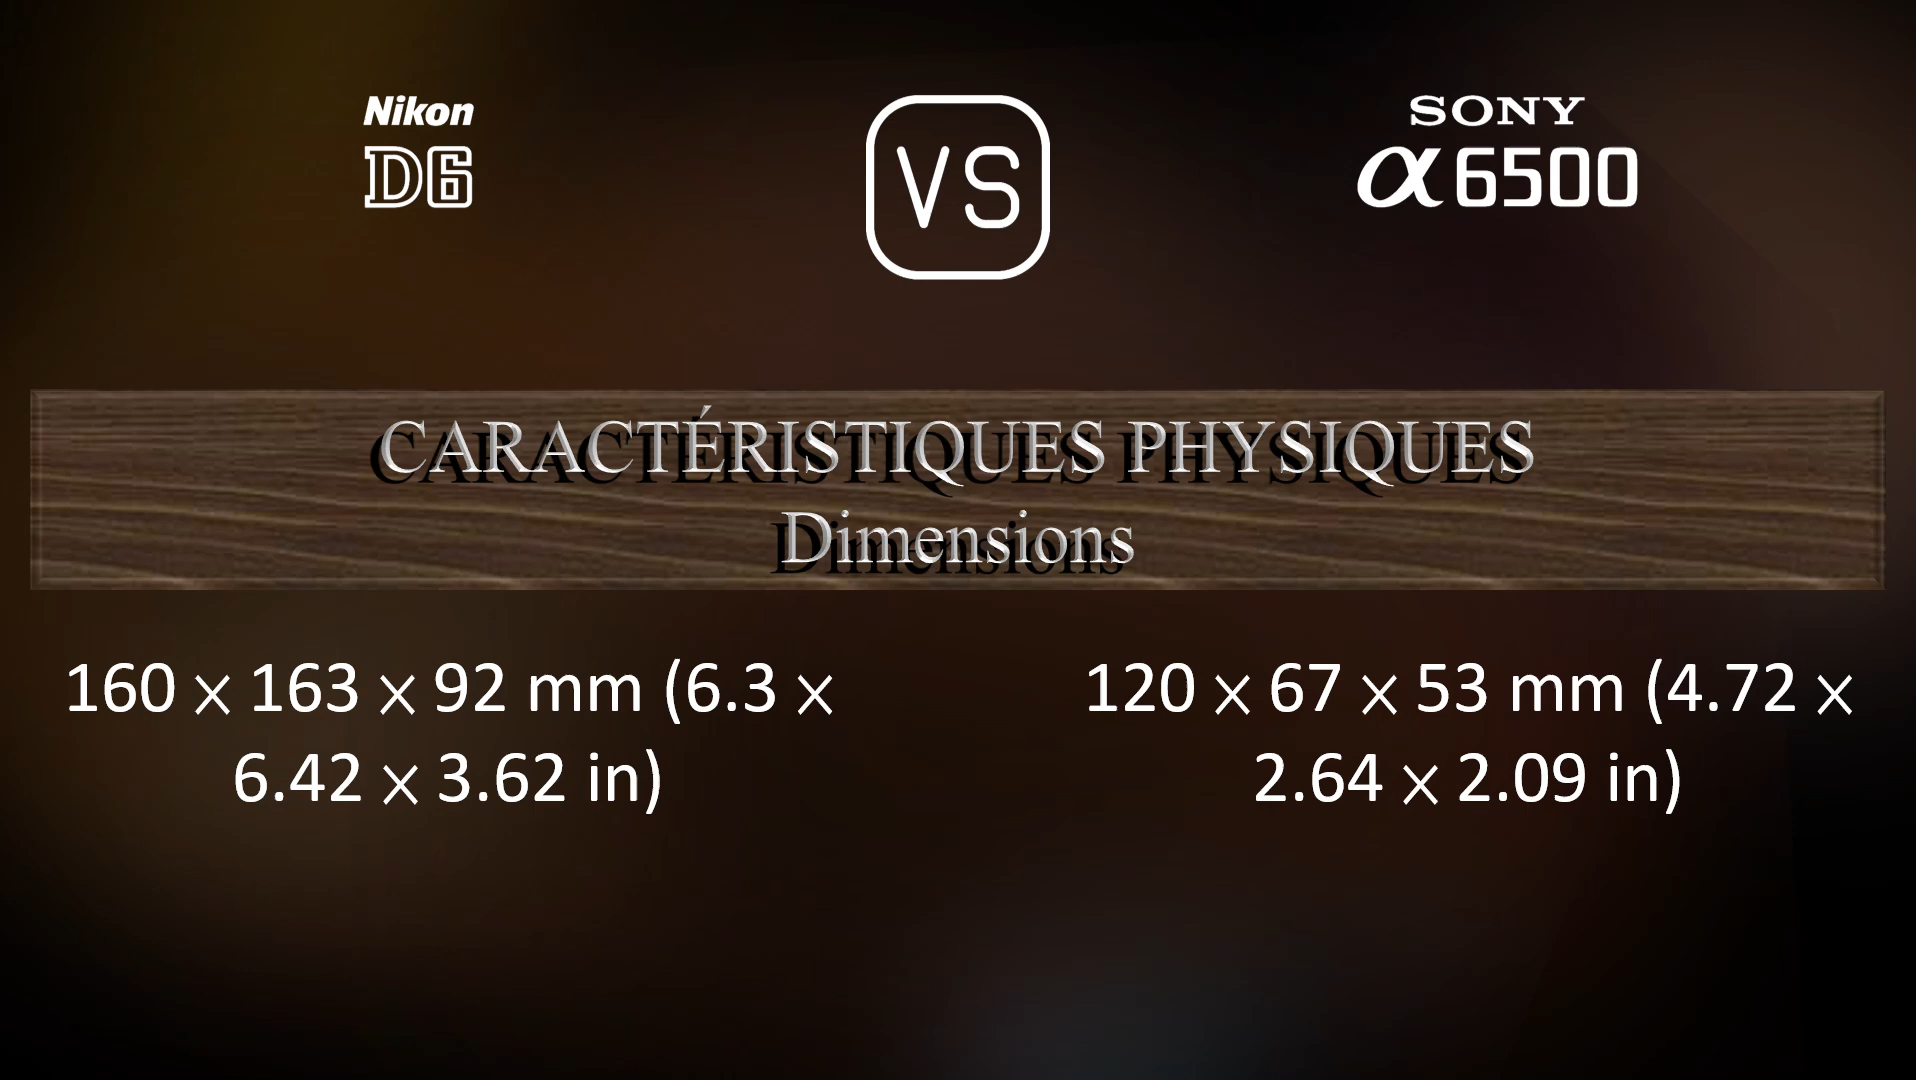 Nikon
D6
VS
SONY
α6500
CARACTÉRISTIQUES PHYSIQUES
Dimensions
160 x 163 x 92 mm (6.3 x
6.42 x 3.62 in)
120 x 67 x 53 mm (4.72 x
2.64 x 2.09 in)